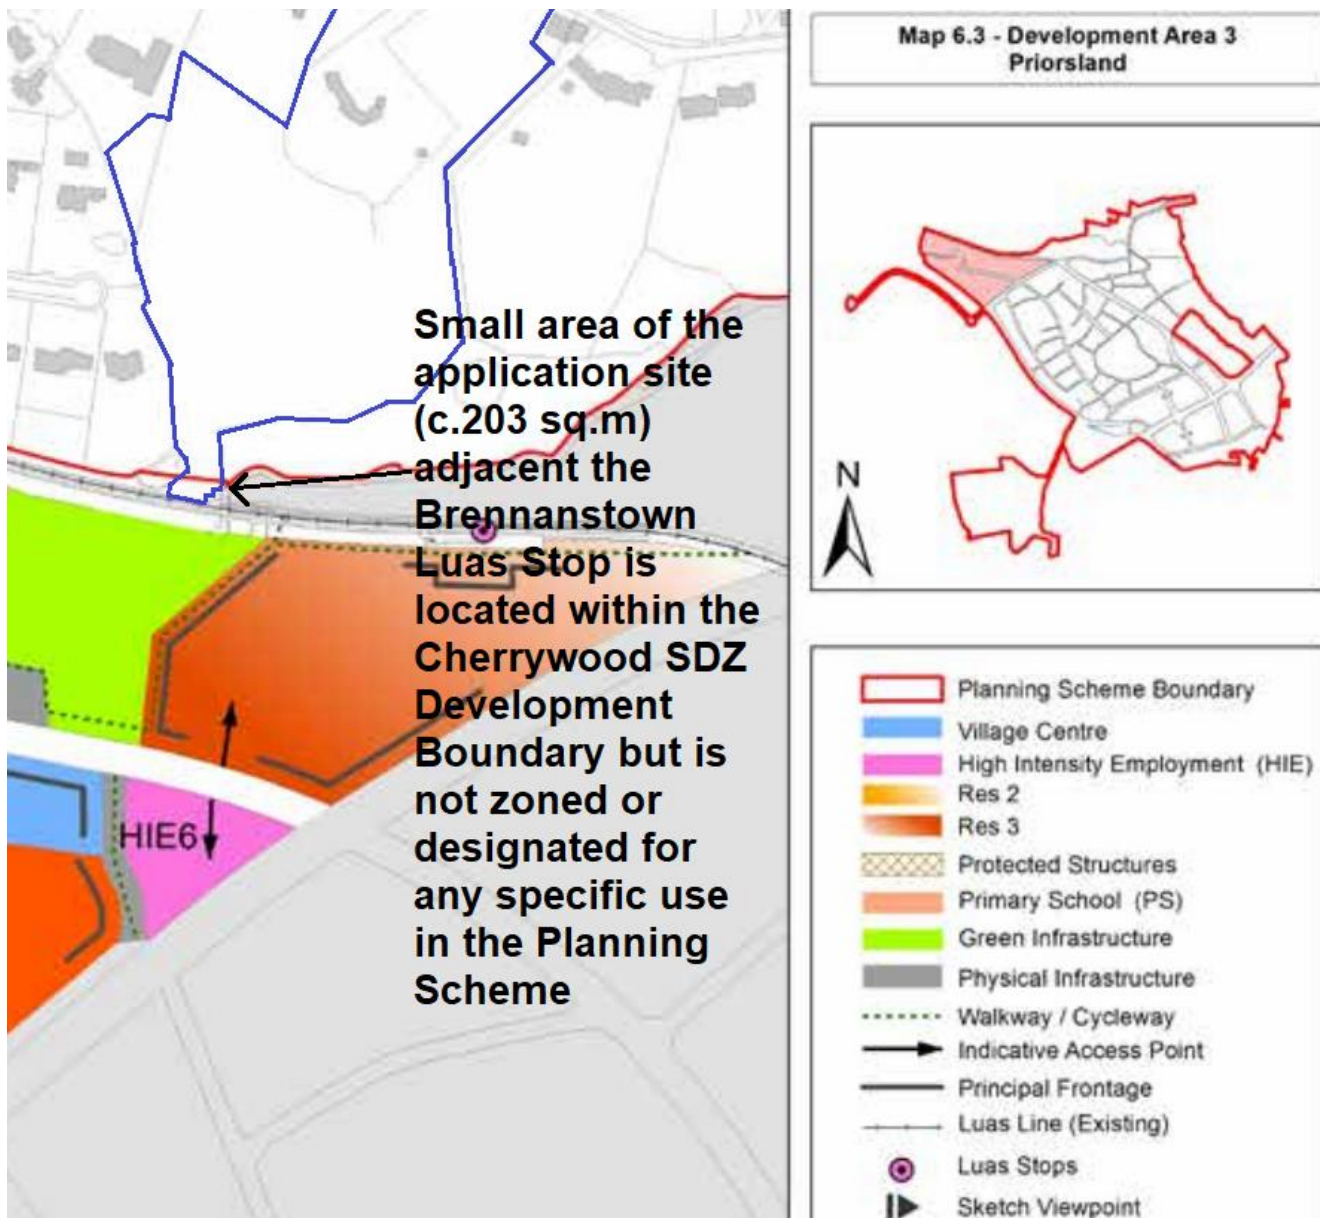 Map 6.3 - Development Area 3
Priorsland
Small area of the
application site
(c.203 sq.m)
adjacent the
Brennanstown
Luas Stop is
located within the
Cherrywood SDZ
Development
Boundary but is
not zoned or
designated for
any specific use
in the Planning
Scheme
HIE6
N
Planning Scheme Boundary
Village Centre
High Intensity Employment (HIE)
Res 2
Res 3
Protected Structures
Primary School (PS)
Green Infrastructure
Physical Infrastructure
Walkway / Cycleway
Indicative Access Point
Principal Frontage
Luas Line (Existing)
Luas Stops
Sketch Viewpoint